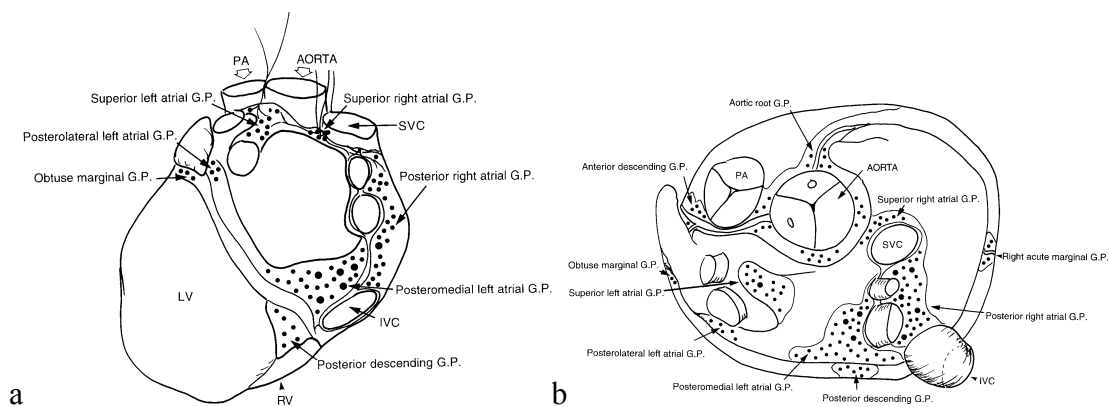 PA
AORTA
Superior left atrial G.P.
Superior right atrial G.P.
SVC
Posterolateral left atrial G.P.
Obtuse marginal G.P.
Posterior right atrial G.P.
LV
Posteromedial left atrial G.P.
IVC
Posterior descending G.P.
RV
a
Aortic root G.P.
Anterior descending G.P.
PA
AORTA
Superior right atrial G.P.
SVC
Right acute marginal G.P.
Obtuse marginal G.P.
Superior left atrial G.P.
Posterior right atrial G.P.
Posterolateral left atrial G.P.
Posteromedial left atrial G.P.
IVC
Posterior descending G.P.
b